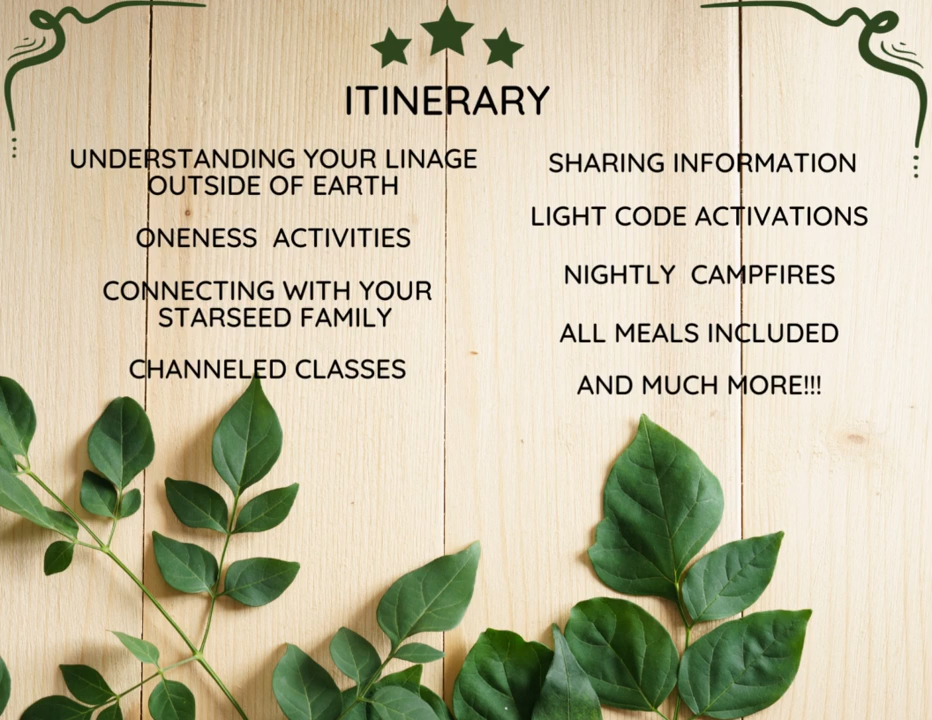 ITINERARY
UNDERSTANDING YOUR LINAGE
OUTSIDE OF EARTH
ONENESS ACTIVITIES
CONNECTING WITH YOUR
STARSEED FAMILY
CHANNELED CLASSES
SHARING INFORMATION
LIGHT CODE ACTIVATIONS
NIGHTLY CAMPFIRES
ALL MEALS INCLUDED
AND MUCH MORE!!!